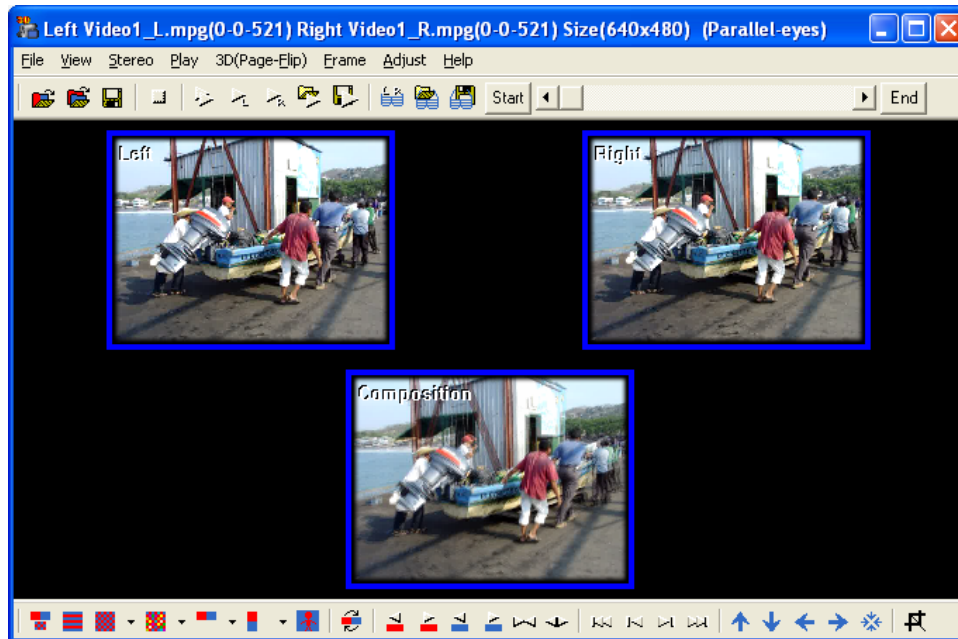 Left Video1_L.mpg(0-0-521) Right Video1_R.mpg(0-0-521) Size(640x480) (Parallel-eyes)
File View Stereo Play 3D(Page-Flip) Frame Adjust Help
Start End
Left
Right
Composition